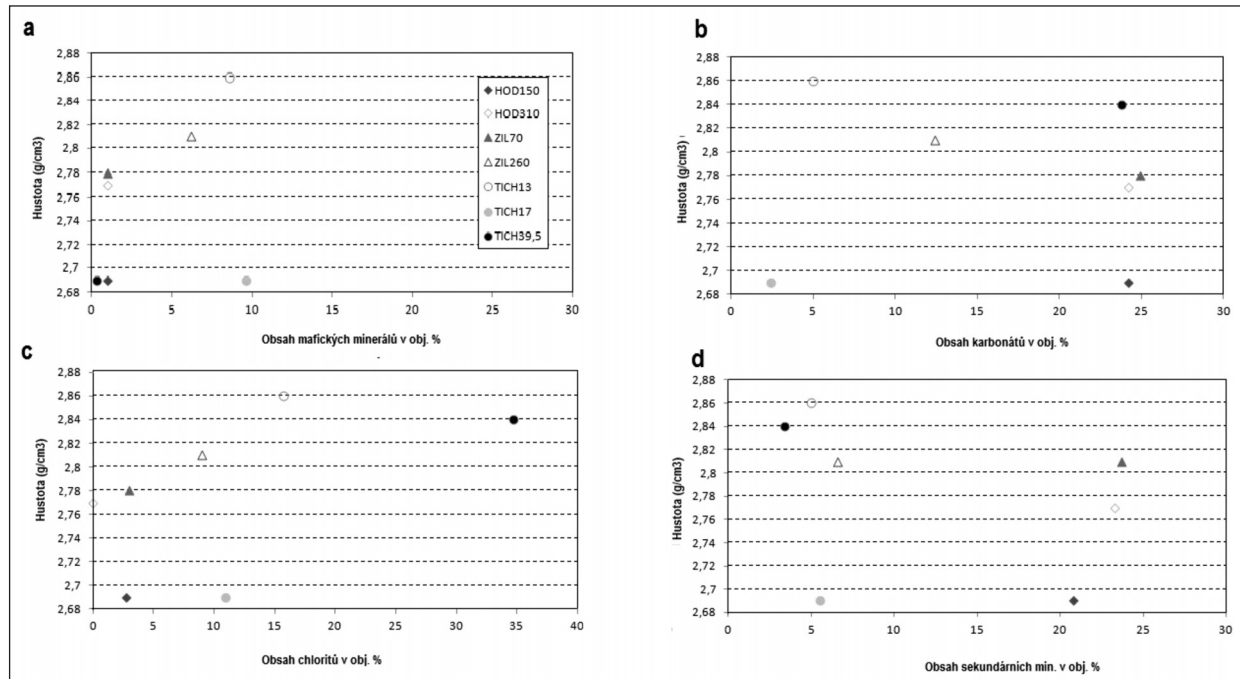 a
2,88
2,86
2,84
2,82
2,8
2,78
2,76
2,74
2,72
2,7
2,68
Hustota (g/cm3)
0 5 10 15 20 25 30
Obsah mafických minerálů v obj. %
HOD150
HOD310
ZIL70
ZIL260
TICH13
TICH17
TICH39,5
b
2,88
2,86
2,84
2,82
2,8
2,78
2,76
2,74
2,72
2,7
2,68
Hustota (g/cm3)
0 5 10 15 20 25 30
Obsah karbonátů v obj. %
c
2,88
2,86
2,84
2,82
2,8
2,78
2,76
2,74
2,72
2,7
2,68
Hustota (g/cm3)
0 5 10 15 20 25 30 35 40
Obsah chloritů v obj. %
d
2,88
2,86
2,84
2,82
2,8
2,78
2,76
2,74
2,72
2,7
2,68
Hustota (g/cm3)
0 5 10 15 20 25 30
Obsah sekundárních min. v obj. %